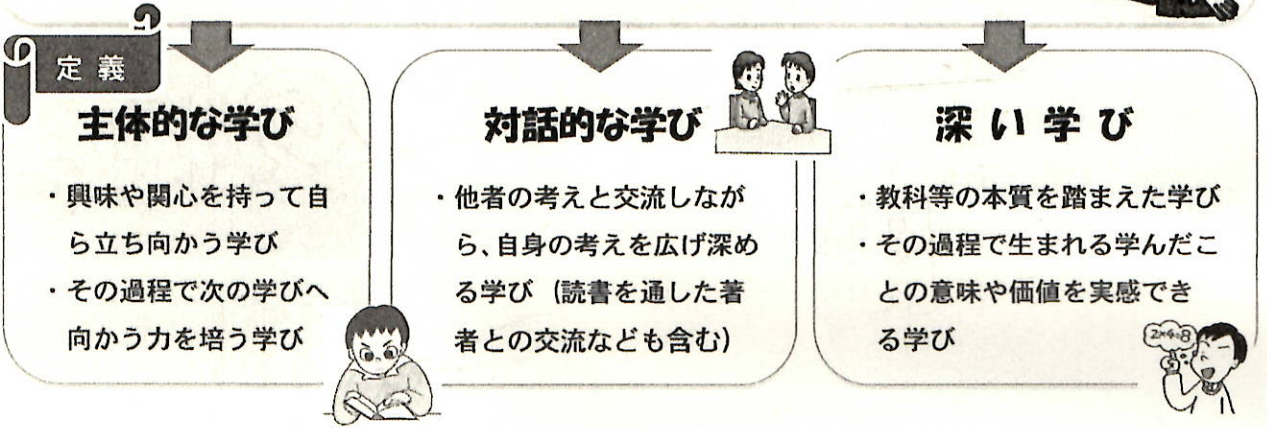 定義
主体的な学び
・興味や関心を持って自
ら立ち向かう学び
・その過程で次の学びへ
向かう力を培う学び
対話的な学び
・他者の考えと交流しなが
ら、自身の考えを広げ深め
る学び（読書を通した著
者との交流なども含む）
深い学び
・教科等の本質を踏まえた学び
・その過程で生まれる学んだこ
との意味や価値を実感でき
る学び
2×4=8